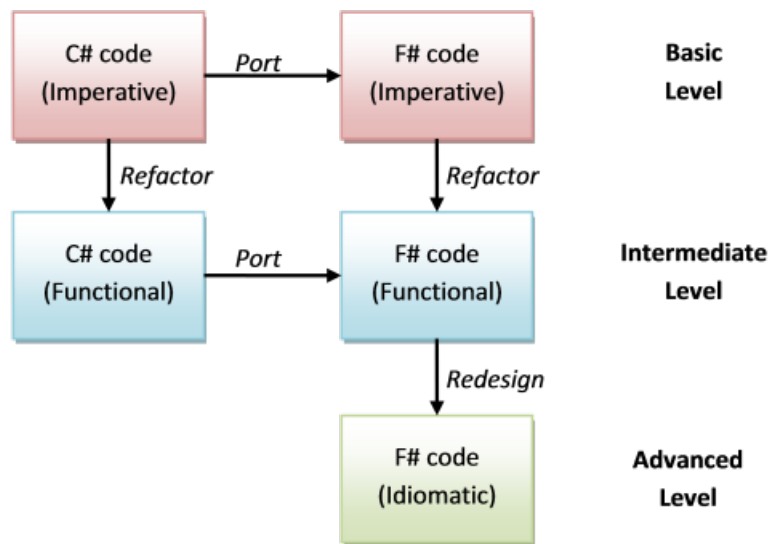 C# code
(Imperative)
Port
F# code
(Imperative)
Basic
Level
Refactor
Refactor
C# code
(Functional)
Port
F# code
(Functional)
Intermediate
Level
Redesign
F# code
(Idiomatic)
Advanced
Level